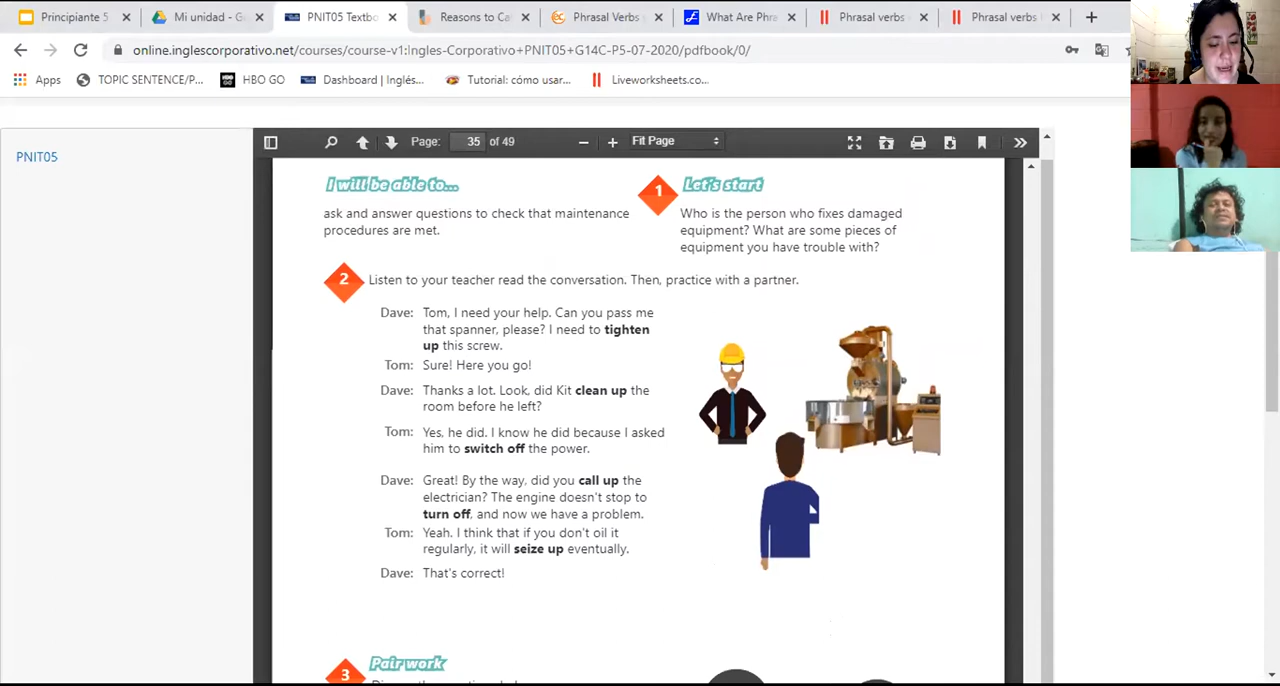 Principiante 5
Mi unidad - G
PNIT05 Textbo
Reasons to Ca
Phrasal Verbs
What Are Phra
Phrasal verbs
Phrasal verbs
online.inglescorporativo.net/courses/course-v1:Ingles-Corporativo+PNIT05+G14C-P5-07-2020/pdfbook/0/
Apps
TOPIC SENTENCE/P...
HBO GO
Dashboard | Inglés...
Tutorial: cómo usar...
Liveworksheets.co...
PNIT05
Page: 35 of 49
Fit Page
I will be able to...
ask and answer questions to check that maintenance
procedures are met.
1
Let's start
Who is the person who fixes damaged
equipment? What are some pieces of
equipment you have trouble with?
2
Listen to your teacher read the conversation. Then, practice with a partner.
Dave: Tom, I need your help. Can you pass me
that spanner, please? I need to tighten
up this screw.
Tom: Sure! Here you go!
Dave: Thanks a lot. Look, did Kit clean up the
room before he left?
Tom: Yes, he did. I know he did because I asked
him to switch off the power.
Dave: Great! By the way, did you call up the
electrician? The engine doesn't stop to
turn off, and now we have a problem.
Tom: Yeah. I think that if you don't oil it
regularly, it will seize up eventually.
Dave: That's correct!
3
Pair work